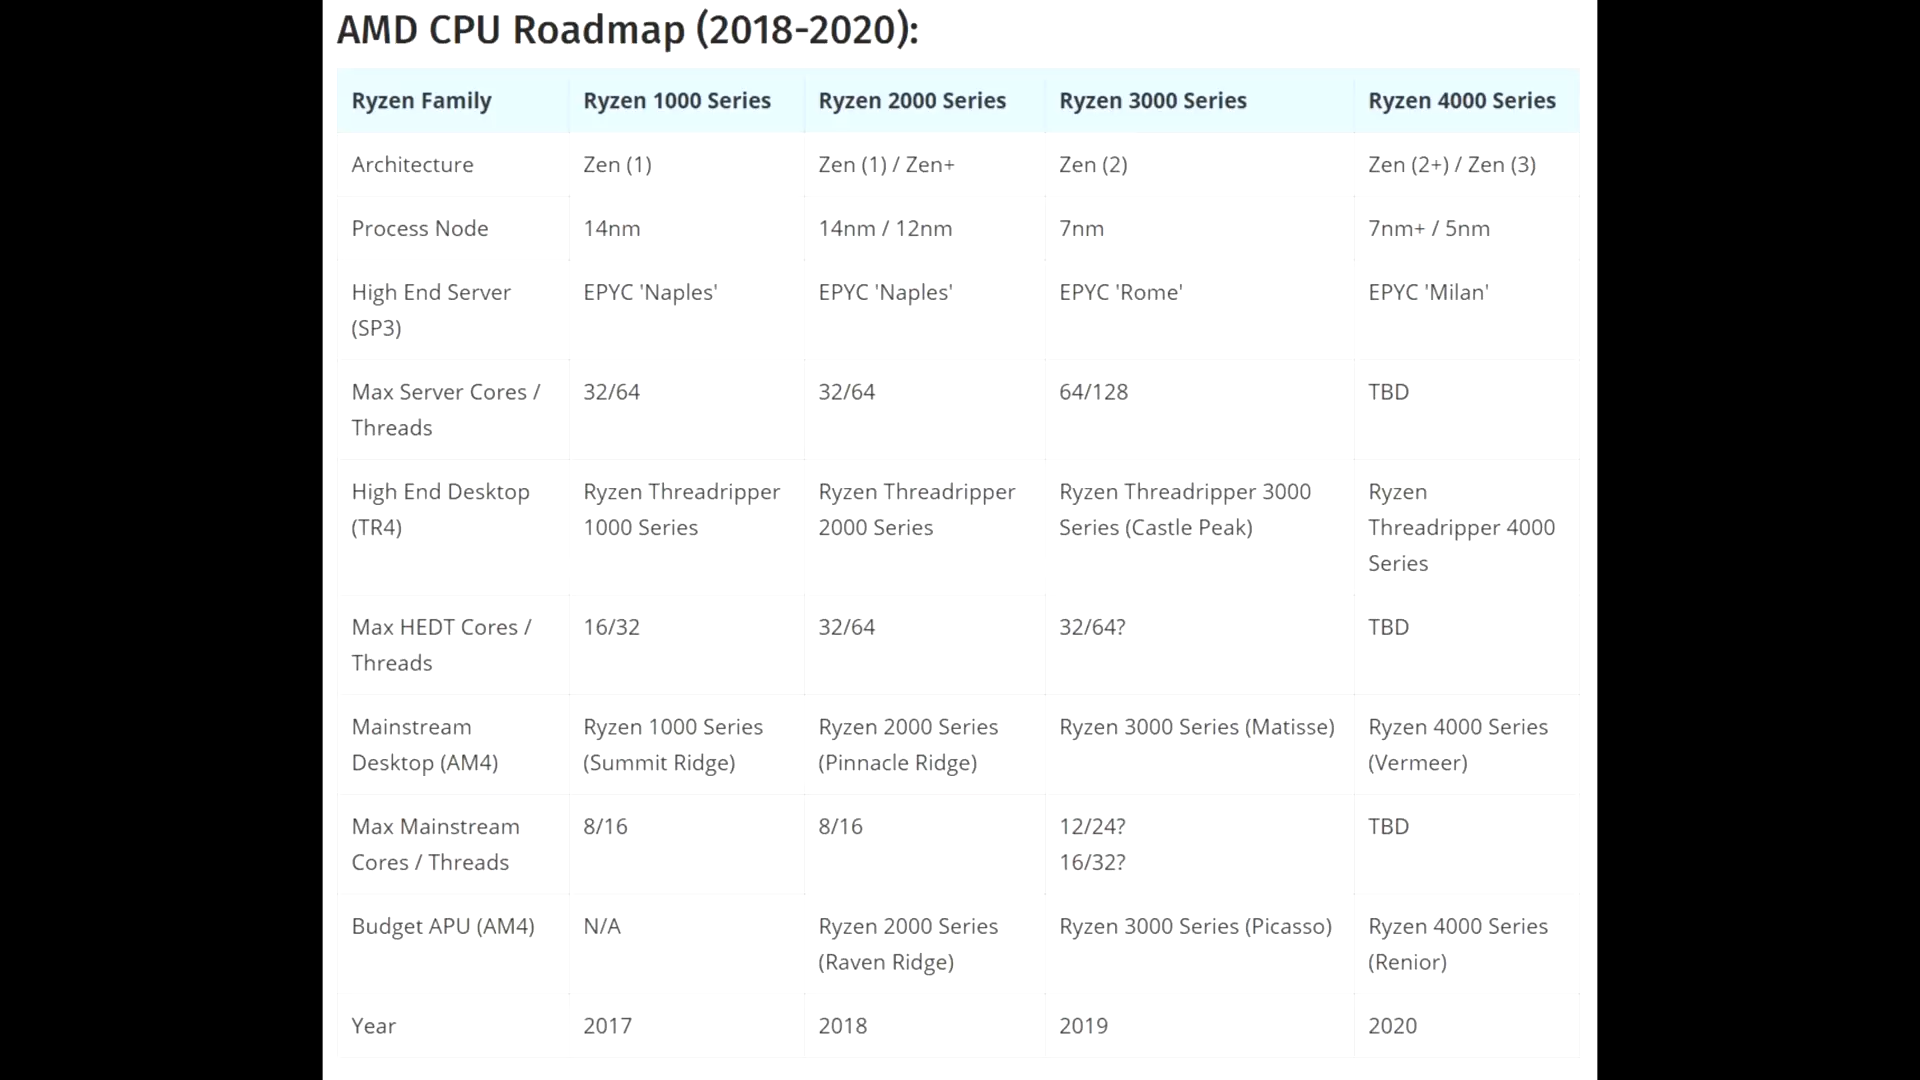 AMD CPU Roadmap (2018-2020):
Ryzen Family Ryzen 1000 Series Ryzen 2000 Series Ryzen 3000 Series Ryzen 4000 Series
Architecture Zen (1) Zen (1) / Zen+ Zen (2) Zen (2+) / Zen (3)
Process Node 14nm 14nm / 12nm 7nm 7nm+ / 5nm
High End Server EPYC 'Naples' EPYC 'Naples' EPYC 'Rome' EPYC 'Milan'
(SP3)
Max Server Cores / 32/64 32/64 64/128 TBD
Threads
High End Desktop Ryzen Threadripper Ryzen Threadripper Ryzen Threadripper 3000 Ryzen
(TR4) 1000 Series 2000 Series Series (Castle Peak) Threadripper 4000
Series
Max HEDT Cores / 16/32 32/64 32/64? TBD
Threads
Mainstream Ryzen 1000 Series Ryzen 2000 Series Ryzen 3000 Series (Matisse) Ryzen 4000 Series
Desktop (AM4) (Summit Ridge) (Pinnacle Ridge) (Vermeer)
Max Mainstream 8/16 8/16 12/24? TBD
Cores / Threads 16/32?
Budget APU (AM4) N/A Ryzen 2000 Series Ryzen 3000 Series (Picasso) Ryzen 4000 Series
(Raven Ridge) (Renior)
Year 2017 2018 2019 2020